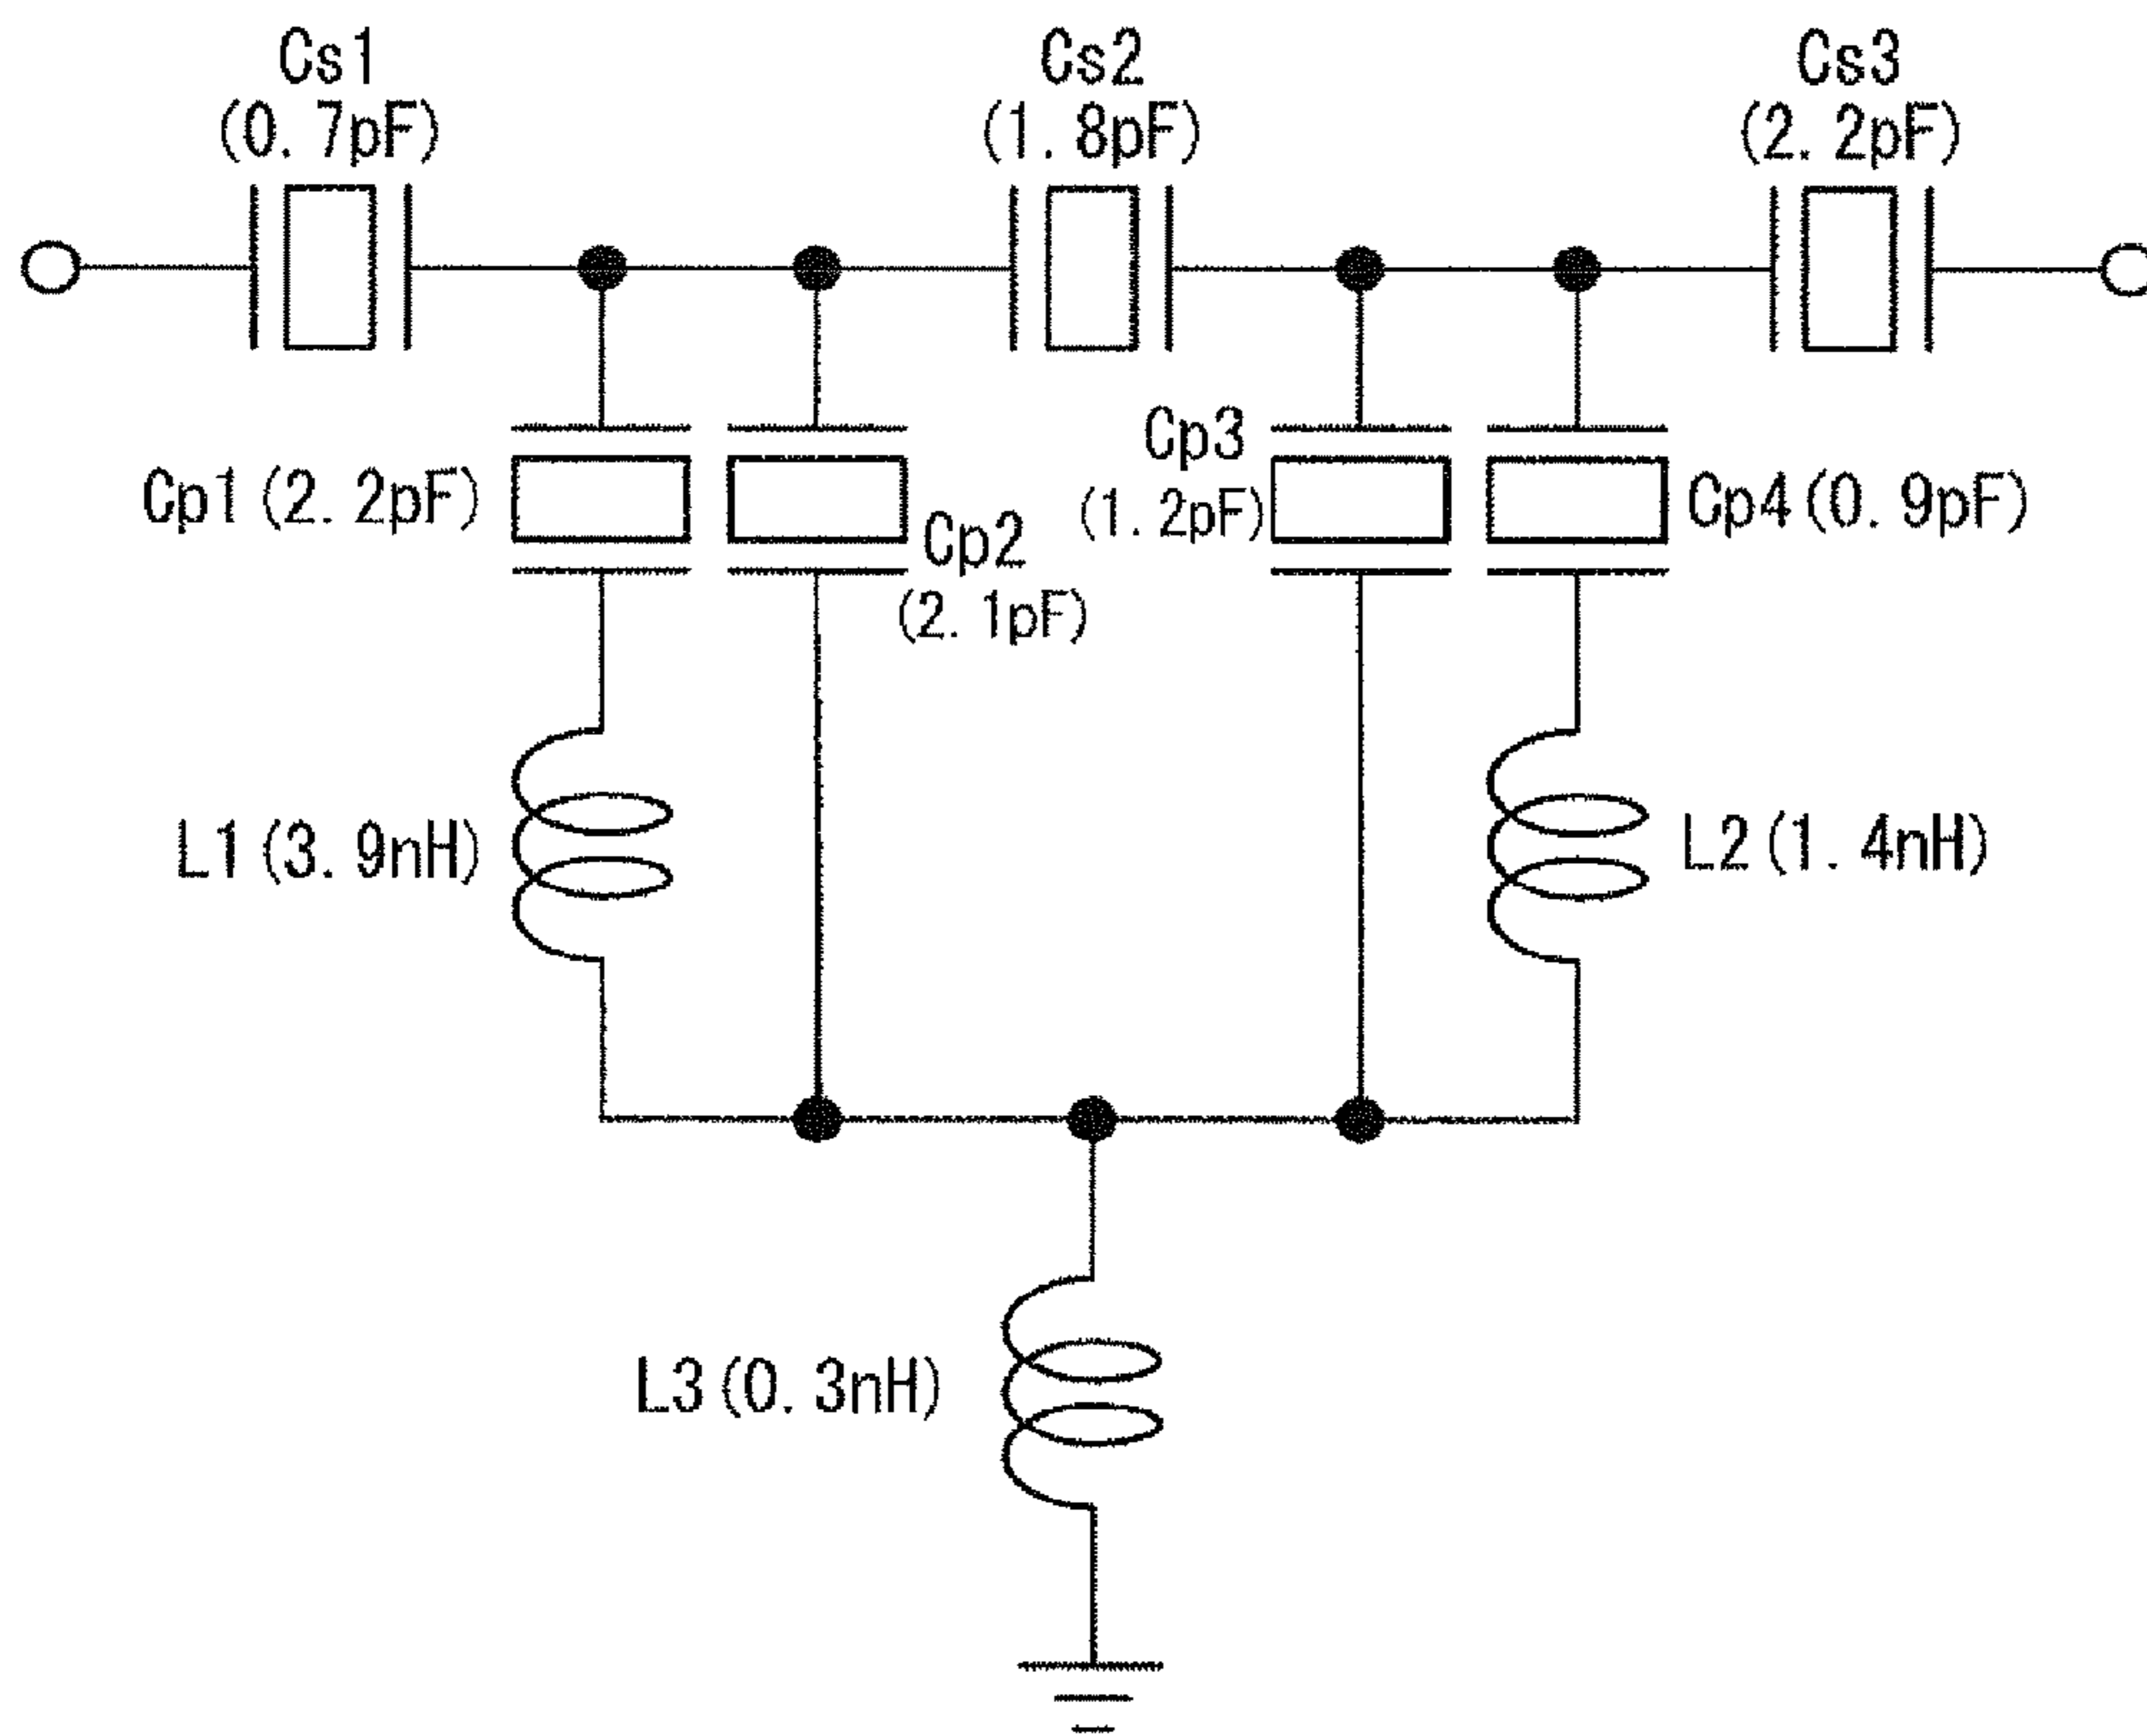 Cs1
(0.7pF)
Cs2
(1.8pF)
Cs3
(2.2pF)
Cp1(2.2pF)
Cp2
(2.1pF)
Cp3
(1.2pF)
Cp4(0.9pF)
L1(3.9nH)
L2(1.4nH)
L3(0.3nH)